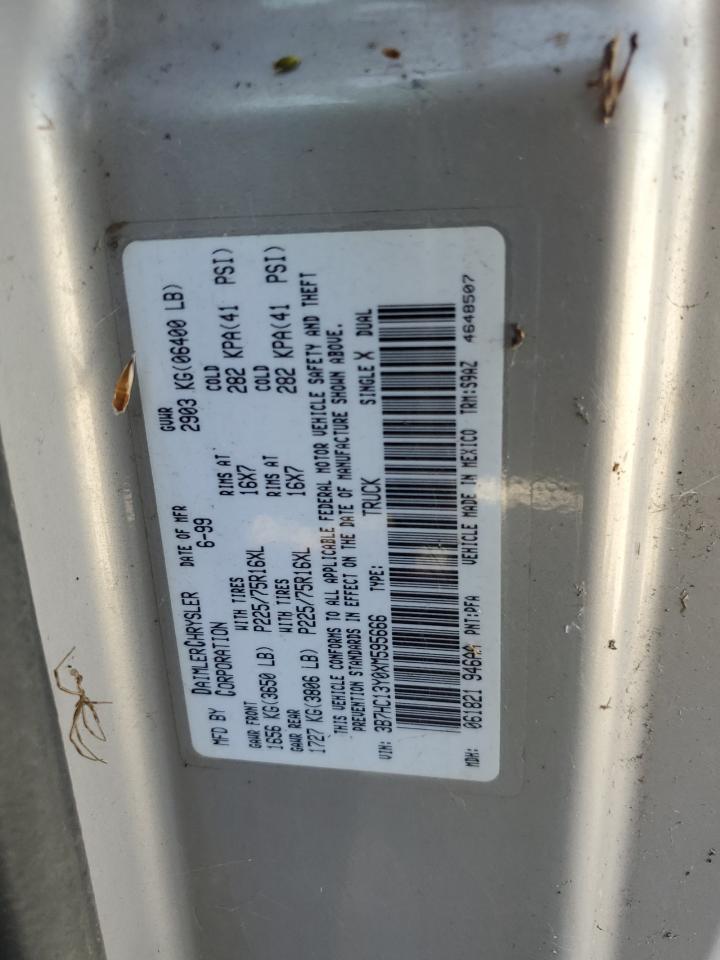 MFD BY DAIMLERCHRYSLER CORPORATION DATE OF MFR 6-99 GVWR 2903 KG(06400 LB)
GAWR FRONT WITH TIRES RIMS AT COLD
1656 KG(3650 LB) P225/75R16XL 16X7 282 KPA(41 PSI)
GAWR REAR WITH TIRES RIMS AT COLD
1727 KG(3806 LB) P225/75R16XL 16X7 282 KPA(41 PSI)
THIS VEHICLE CONFORMS TO ALL APPLICABLE FEDERAL MOTOR VEHICLE SAFETY AND THEFT
PREVENTION STANDARDS IN EFFECT ON THE DATE OF MANUFACTURE SHOWN ABOVE.
VIN: 3B7HC13Y0XM595666 TYPE: TRUCK SINGLE X DUAL
MDH: 061821 PNT:PFA VEHICLE MADE IN MEXICO TRM:S9AZ 4648507